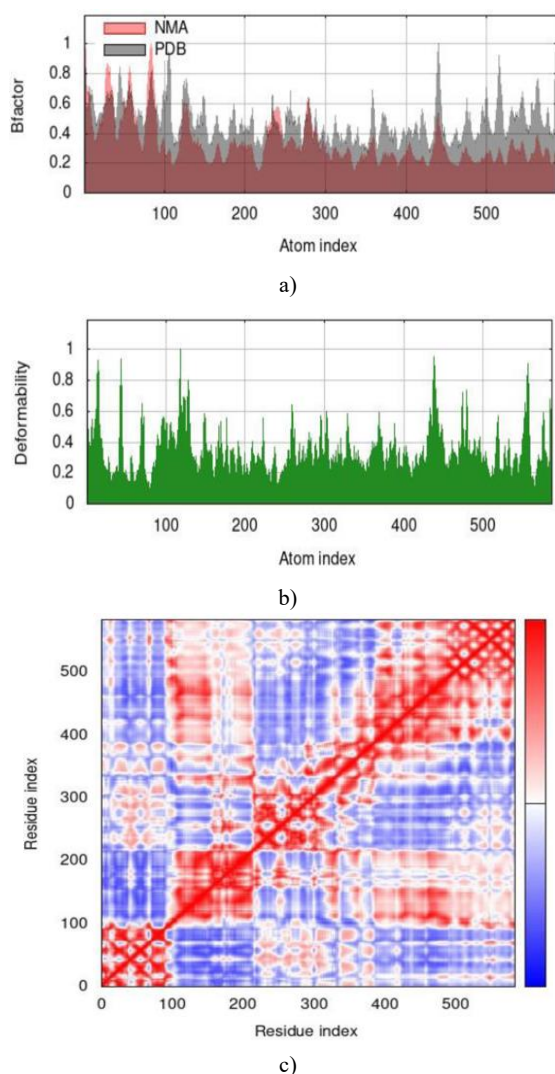 NMA
PDB
1
0.8
0.6
0.4
0.2
0
Bfactor
100 200 300 400 500
Atom index
a)
1
0.8
0.6
0.4
0.2
0
Deformability
100 200 300 400 500
Atom index
b)
500
400
300
200
100
0
Residue index
0 100 200 300 400 500
Residue index
c)